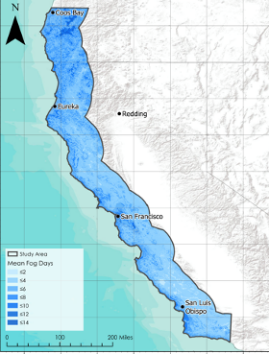 N
Coos Bay
Eureka
Redding
San Francisco
San Luis
Obispo
Study Area
Mean Fog Days
≤2
≤4
≤6
≤8
≤10
≤12
≤14
0 100 200 Miles